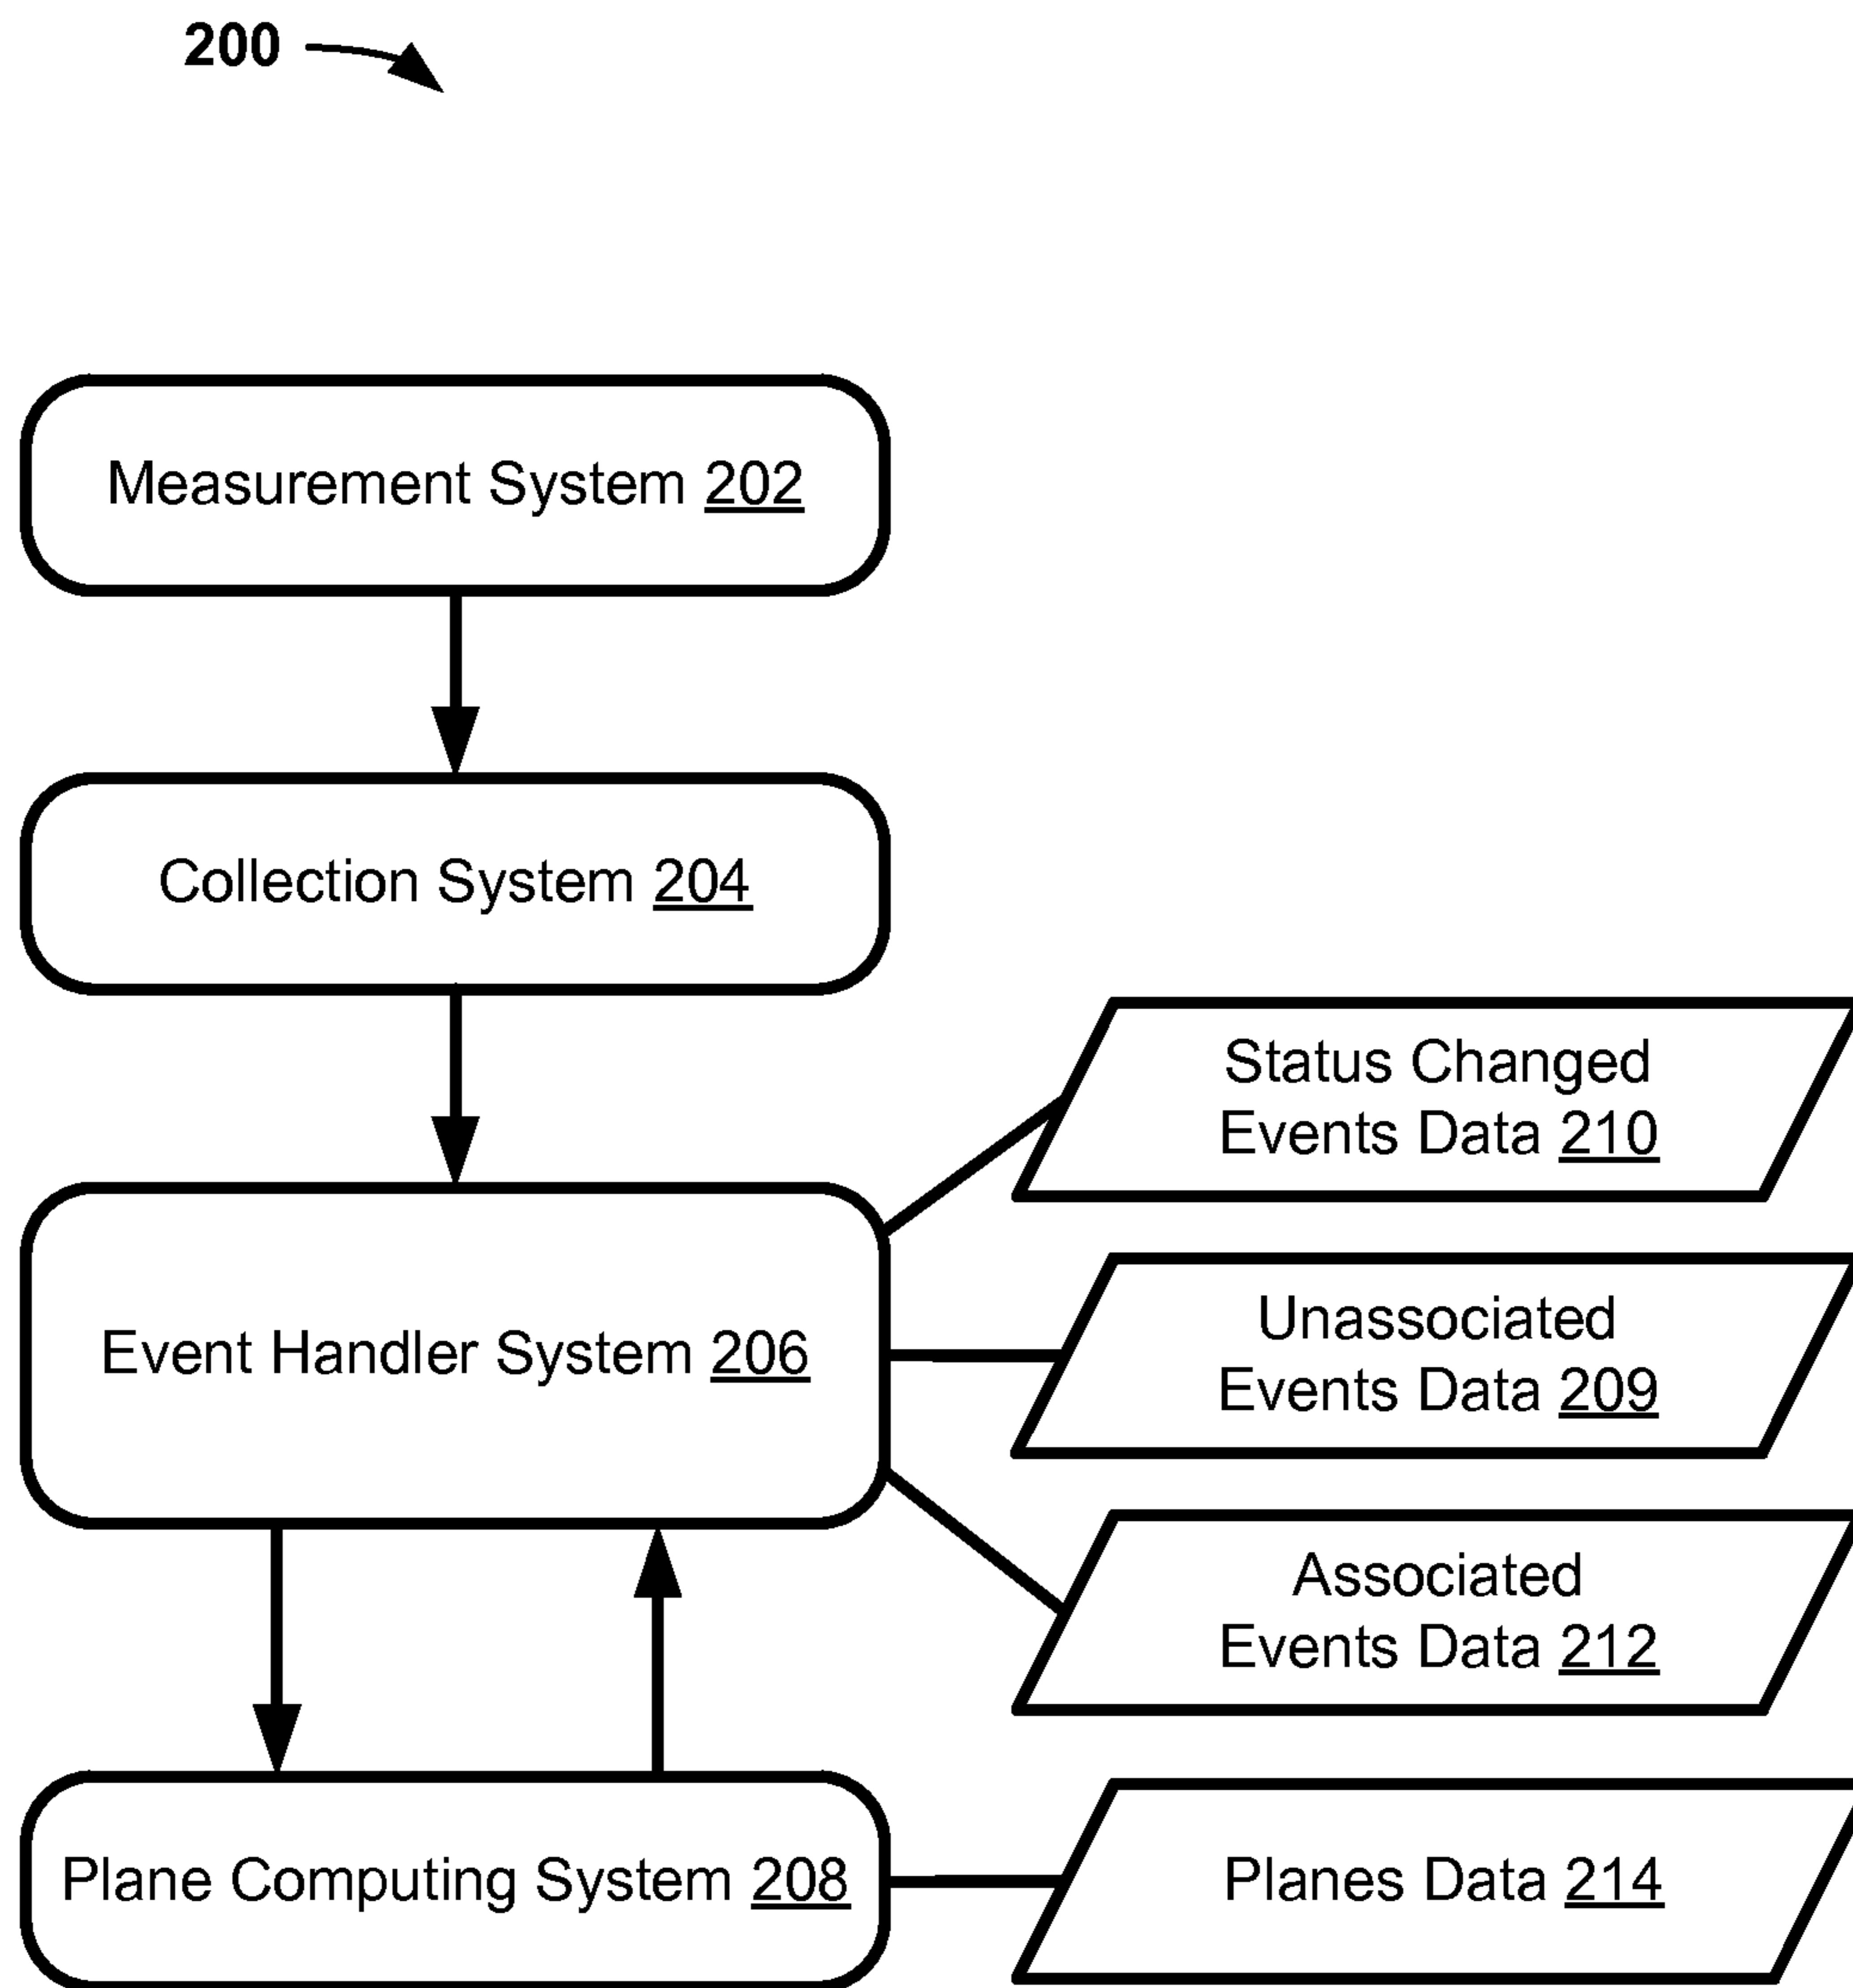 200
Measurement System 202
Collection System 204
Status Changed
Events Data 210
Event Handler System 206
Unassociated
Events Data 209
Associated
Events Data 212
Plane Computing System 208
Planes Data 214